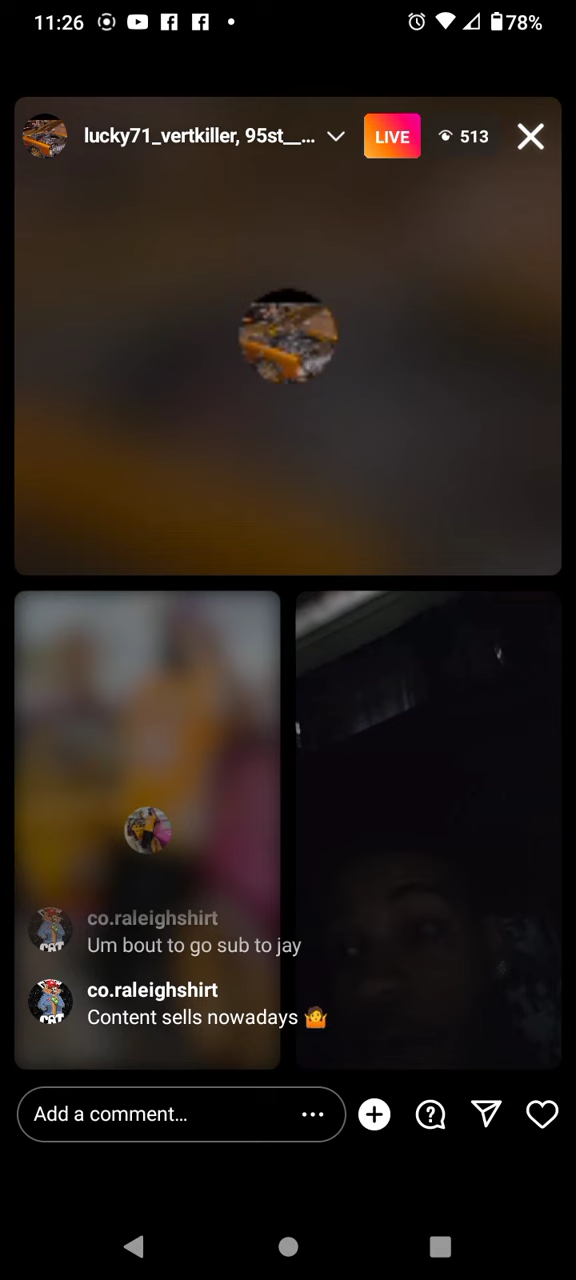 11:26
78%
lucky71_vertkiller, 95st__...
LIVE
513
co.raleighshirt
Um bout to go sub to jay
co.raleighshirt
Content sells nowadays 🤷
Add a comment...